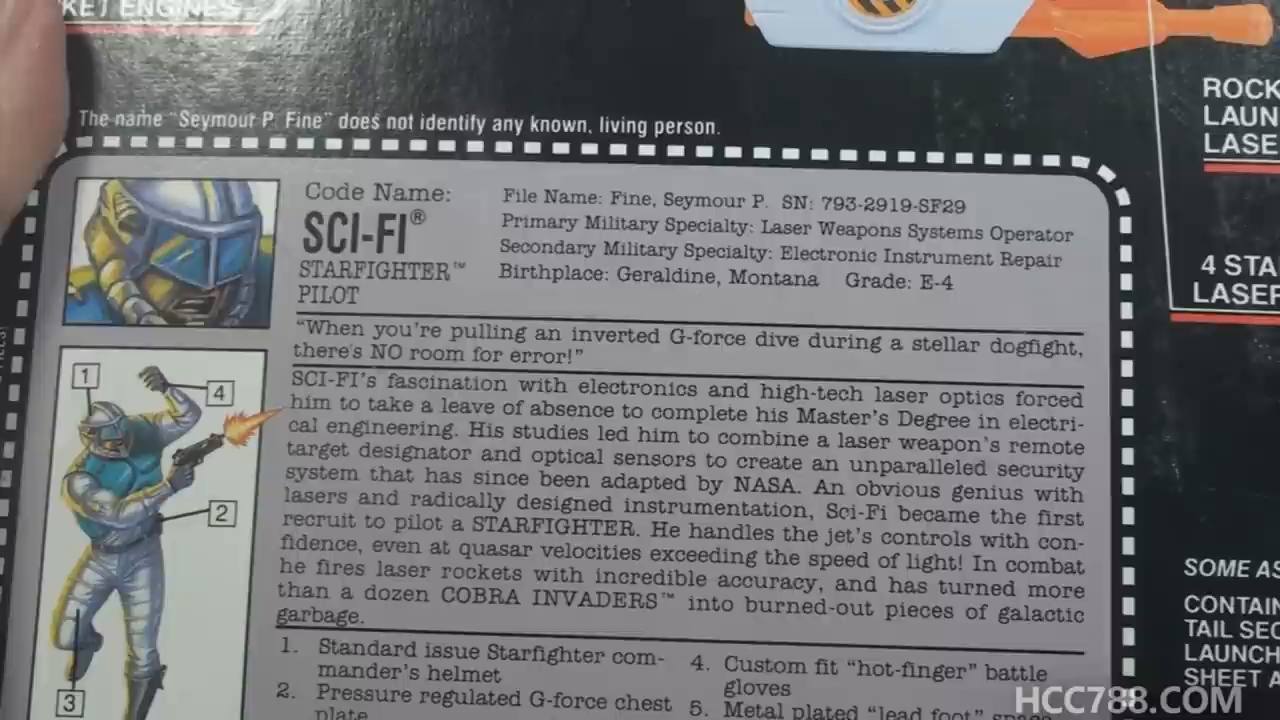 KET ENGINES
The name "Seymour P. Fine" does not identify any known, living person.
Code Name:
SCI-FI®
STARFIGHTER™
PILOT
File Name: Fine, Seymour P. SN: 793-2919-SF29
Primary Military Specialty: Laser Weapons Systems Operator
Secondary Military Specialty: Electronic Instrument Repair
Birthplace: Geraldine, Montana Grade: E-4
"When you're pulling an inverted G-force dive during a stellar dogfight,
there's NO room for error!"
SCI-FI's fascination with electronics and high-tech laser optics forced
him to take a leave of absence to complete his Master's Degree in electri-
cal engineering. His studies led him to combine a laser weapon's remote
target designator and optical sensors to create an unparalleled security
system that has since been adapted by NASA. An obvious genius with
lasers and radically designed instrumentation, Sci-Fi became the first
recruit to pilot a STARFIGHTER. He handles the jet's controls with con-
fidence, even at quasar velocities exceeding the speed of light! In combat
he fires laser rockets with incredible accuracy, and has turned more
than a dozen COBRA INVADERS™ into burned-out pieces of galactic
garbage.
1. Standard issue Starfighter com-
mander's helmet
2. Pressure regulated G-force chest
plate
4. Custom fit "hot-finger" battle
gloves
5. Metal plated "lead foot" space
1
4
2
3
ROCK
LAUN
LASE
4 STA
LASER
SOME AS
CONTAIN
TAIL SEC
LAUNCH
SHEET A
HCC788.COM